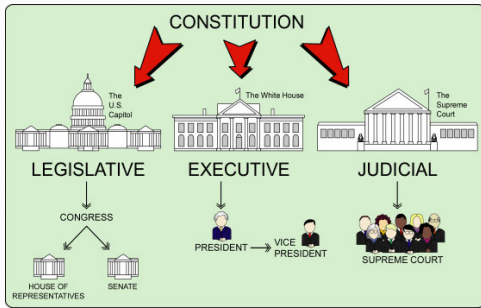 CONSTITUTION
The
U.S.
Capitol
The White House
The
Supreme
Court
LEGISLATIVE
EXECUTIVE
JUDICIAL
CONGRESS
PRESIDENT
VICE
PRESIDENT
SUPREME COURT
HOUSE OF
REPRESENTATIVES
SENATE